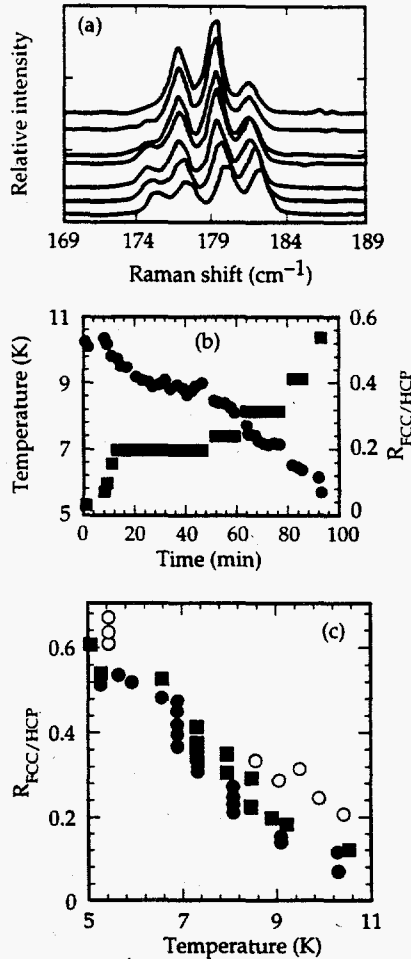 (a)
Relative intensity
169 174 179 184 189
Raman shift (cm⁻¹)
(b)
Temperature (K)
11
9
7
5
0.6
0.4
0.2
0
R_FCC/HCP
0 20 40 60 80 100
Time (min)
(c)
R_FCC/HCP
0.6
0.4
0.2
0
5 7 9 11
Temperature (K)